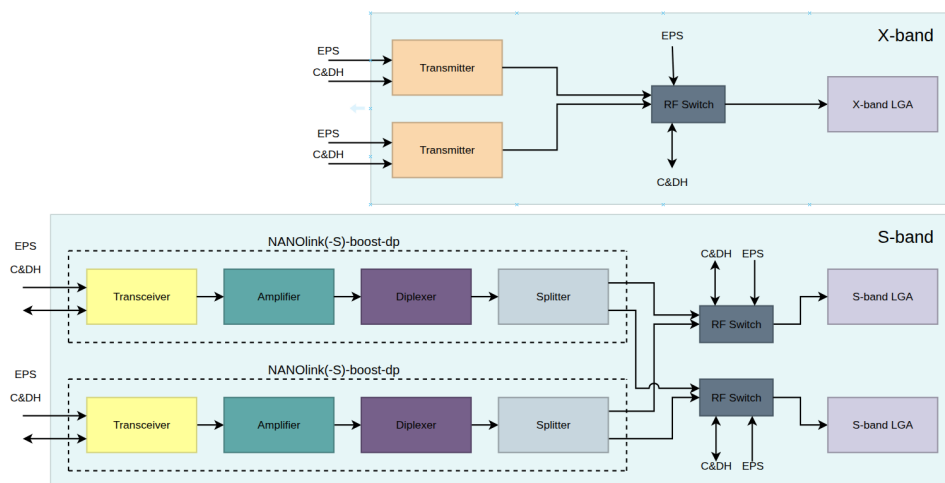 X-band
EPS
C&DH
Transmitter
EPS
RF Switch
X-band LGA
EPS
C&DH
Transmitter
C&DH
S-band
NANOlink(-S)-boost-dp
EPS
C&DH
Transceiver
Amplifier
Diplexer
Splitter
C&DH EPS
RF Switch
S-band LGA
NANOlink(-S)-boost-dp
EPS
C&DH
Transceiver
Amplifier
Diplexer
Splitter
RF Switch
S-band LGA
C&DH EPS